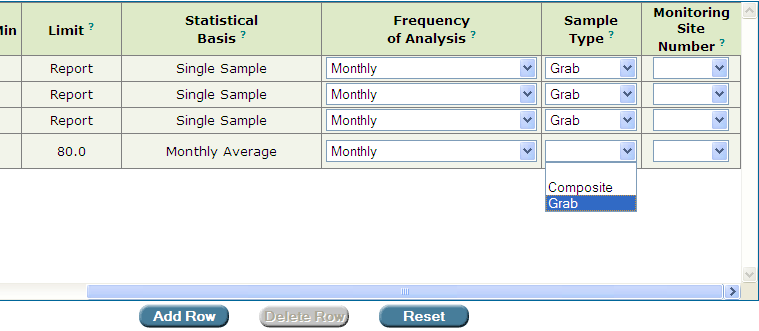 Min Limit ? Statistical Basis ? Frequency of Analysis ? Sample Type ? Monitoring Site Number ?
Report Single Sample Monthly Grab
Report Single Sample Monthly Grab
Report Single Sample Monthly Grab
80.0 Monthly Average Monthly
Composite
Grab
Add Row Delete Row Reset